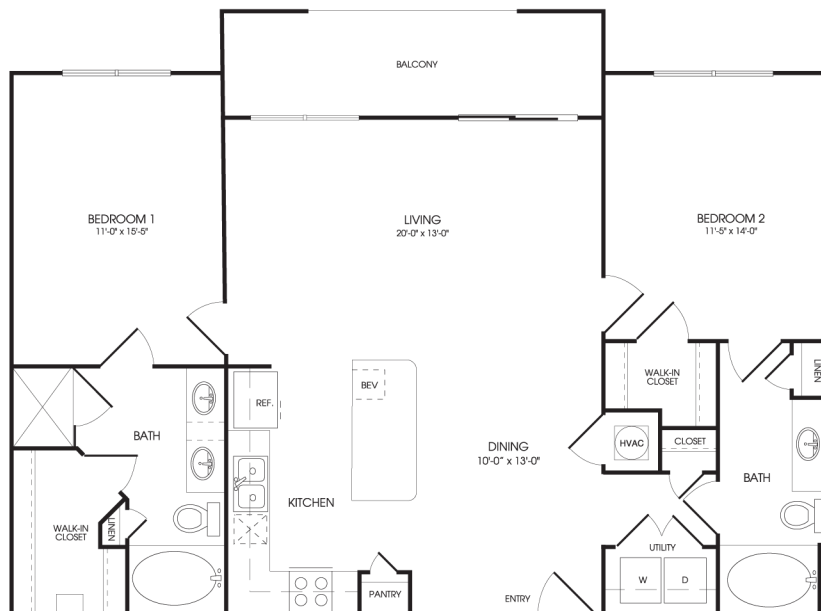 BALCONY
BEDROOM 1
11'-0" x 15'-5"
LIVING
20'-0" x 13'-0"
BEDROOM 2
11'-5" x 14'-0"
WALK-IN
CLOSET
LINEN
BEV
REF.
BATH
DINING
10'-0" x 13'-0"
HVAC
CLOSET
BATH
KITCHEN
WALK-IN
CLOSET
LINEN
UTILITY
W
D
PANTRY
ENTRY